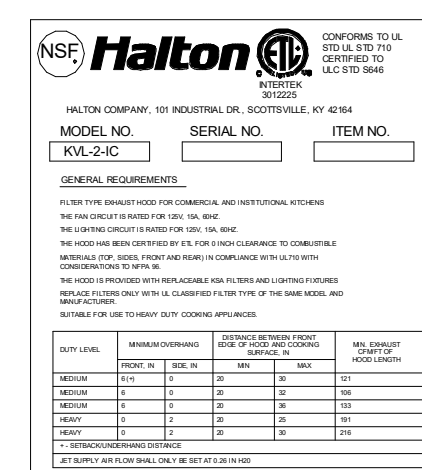 NSF Halton ETL CONFORMS TO UL
STD UL STD 710
CERTIFIED TO
ULC STD S646
INTERTEK
3012225
HALTON COMPANY, 101 INDUSTRIAL DR., SCOTTSVILLE, KY 42164
MODEL NO. SERIAL NO. ITEM NO.
KVL-2-IC
GENERAL REQUIREMENTS
FILTER TYPE EXHAUST HOOD FOR COMMERCIAL AND INSTITUTIONAL KITCHENS
THE FAN CIRCUIT IS RATED FOR 125V, 15A, 60HZ.
THE LIGHTING CIRCUIT IS RATED FOR 125V, 15A, 60HZ.
THE HOOD HAS BEEN CERTIFIED BY ETL FOR 0 INCH CLEARANCE TO COMBUSTIBLE
MATERIALS (TOP, SIDES, FRONT AND REAR) IN COMPLIANCE WITH UL710 WITH
CONSIDERATIONS TO NFPA 96.
THE HOOD IS PROVIDED WITH REPLACEABLE KSA FILTERS AND LIGHTING FIXTURES
REPLACE FILTERS ONLY WITH UL CLASSIFIED FILTER TYPE OF THE SAME MODEL AND
MANUFACTURER.
SUITABLE FOR USE TO HEAVY DUTY COOKING APPLIANCES.
DUTY LEVEL MINIMUM OVERHANG DISTANCE BETWEEN FRONT
EDGE OF HOOD AND COOKING
SURFACE, IN MIN. EXHAUST
CFM/FT OF
HOOD LENGTH
FRONT, IN SIDE, IN MIN MAX
MEDIUM 6 (+) 0 20 30 121
MEDIUM 6 0 20 32 106
MEDIUM 6 0 20 36 133
HEAVY 0 2 20 25 191
HEAVY 0 2 20 30 216
+ - SETBACK/UNDERHANG DISTANCE
JET SUPPLY AIR FLOW SHALL ONLY BE SET AT 0.26 IN H20